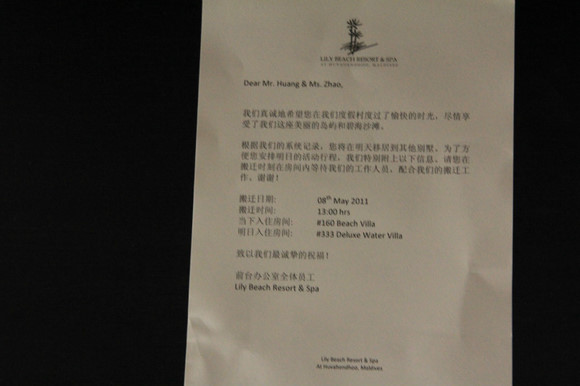 LILY BEACH RESORT & SPA
AT HUVAHENDHOO, MALDIVES
Dear Mr. Huang & Ms. Zhao,
我们真诚地希望您在我们度假村度过了愉快的时光，尽情享
受了我们这座美丽的岛屿和碧海沙滩。
根据我们的系统记录，您将在明天移居到其他别墅。为了方
便您安排明日的活动行程，我们特别附上以下信息。请您在
搬迁时刻在房间内等待我们的工作人员，配合我们的搬迁工
作。谢谢！
搬迁日期: 08th May 2011
搬迁时间: 13:00 hrs
当下入住房间: #160 Beach Villa
明日入住房间: #333 Deluxe Water Villa
致以我们最诚挚的祝福！
前台办公室全体员工
Lily Beach Resort & Spa
Lily Beach Resort & Spa
At Huvahendhoo, Maldives